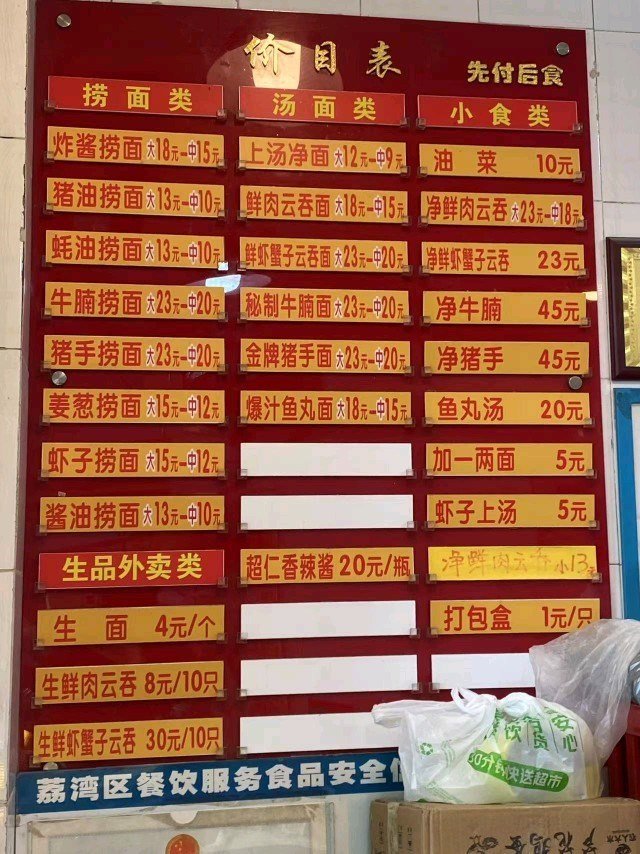 价目表
先付后食
捞面类
炸酱捞面 大18元-中15元
猪油捞面 大13元-中10元
蚝油捞面 大13元-中10元
牛腩捞面 大23元-中20元
猪手捞面 大23元-中20元
姜葱捞面 大15元-中12元
虾子捞面 大15元-中12元
酱油捞面 大13元-中10元
生品外卖类
生面 4元/个
生鲜肉云吞 8元/10只
生鲜虾蟹子云吞 30元/10只
汤面类
上汤净面 大12元-中9元
鲜肉云吞面 大18元-中15元
鲜虾蟹子云吞面 大23元-中20元
秘制牛腩面 大23元-中20元
金牌猪手面 大23元-中20元
爆汁鱼丸面 大18元-中15元
超仁香辣酱 20元/瓶
小食类
油菜 10元
净鲜肉云吞 大23元-中18元
净鲜虾蟹子云吞 23元
净牛腩 45元
净猪手 45元
鱼丸汤 20元
加一两面 5元
虾子上汤 5元
净鲜肉云吞 小13元
打包盒 1元/只
荔湾区餐饮服务食品安全信
30分钟快送超市